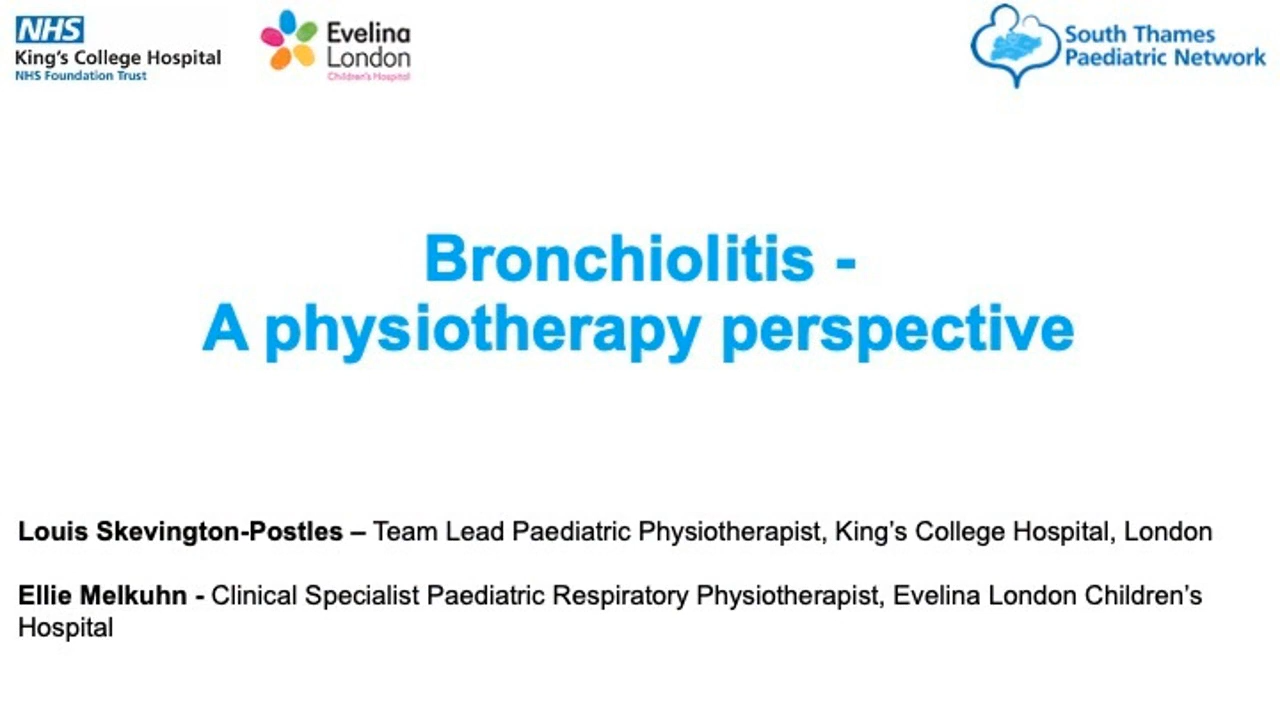 NHS
King's College Hospital
NHS Foundation Trust
Evelina
London
Children's Hospital
South Thames
Paediatric Network
Bronchiolitis -
A physiotherapy perspective
Louis Skevington-Postles – Team Lead Paediatric Physiotherapist, King's College Hospital, London
Ellie Melkuhn - Clinical Specialist Paediatric Respiratory Physiotherapist, Evelina London Children's
Hospital